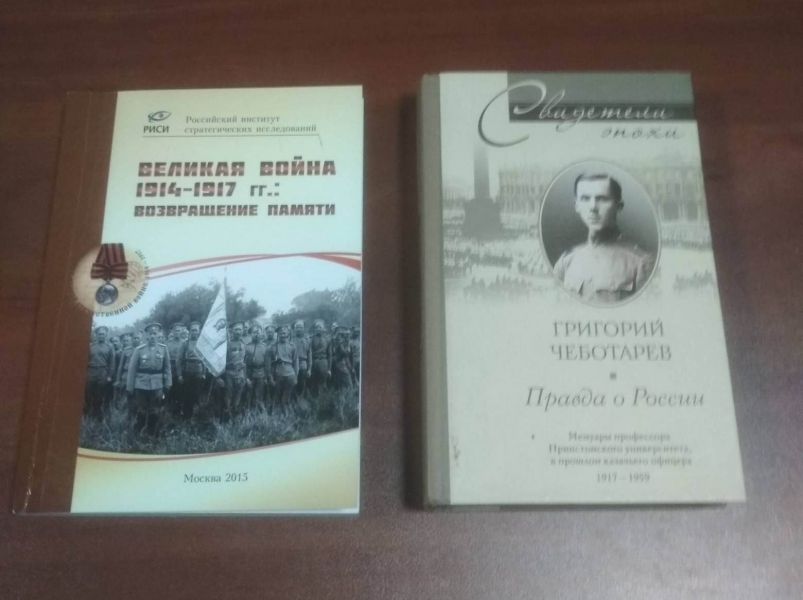 РИСИ
Российский институт
стратегических исследований
ВЕЛИКАЯ ВОЙНА
1914-1917 гг.:
ВОЗВРАЩЕНИЕ ПАМЯТИ
Москва 2015
Свидетели
эпохи
ГРИГОРИЙ
ЧЕБОТАРЕВ
Правда о России
Мемуары профессора
Принстонского университета,
в прошлом казачьего офицера
1917—1959